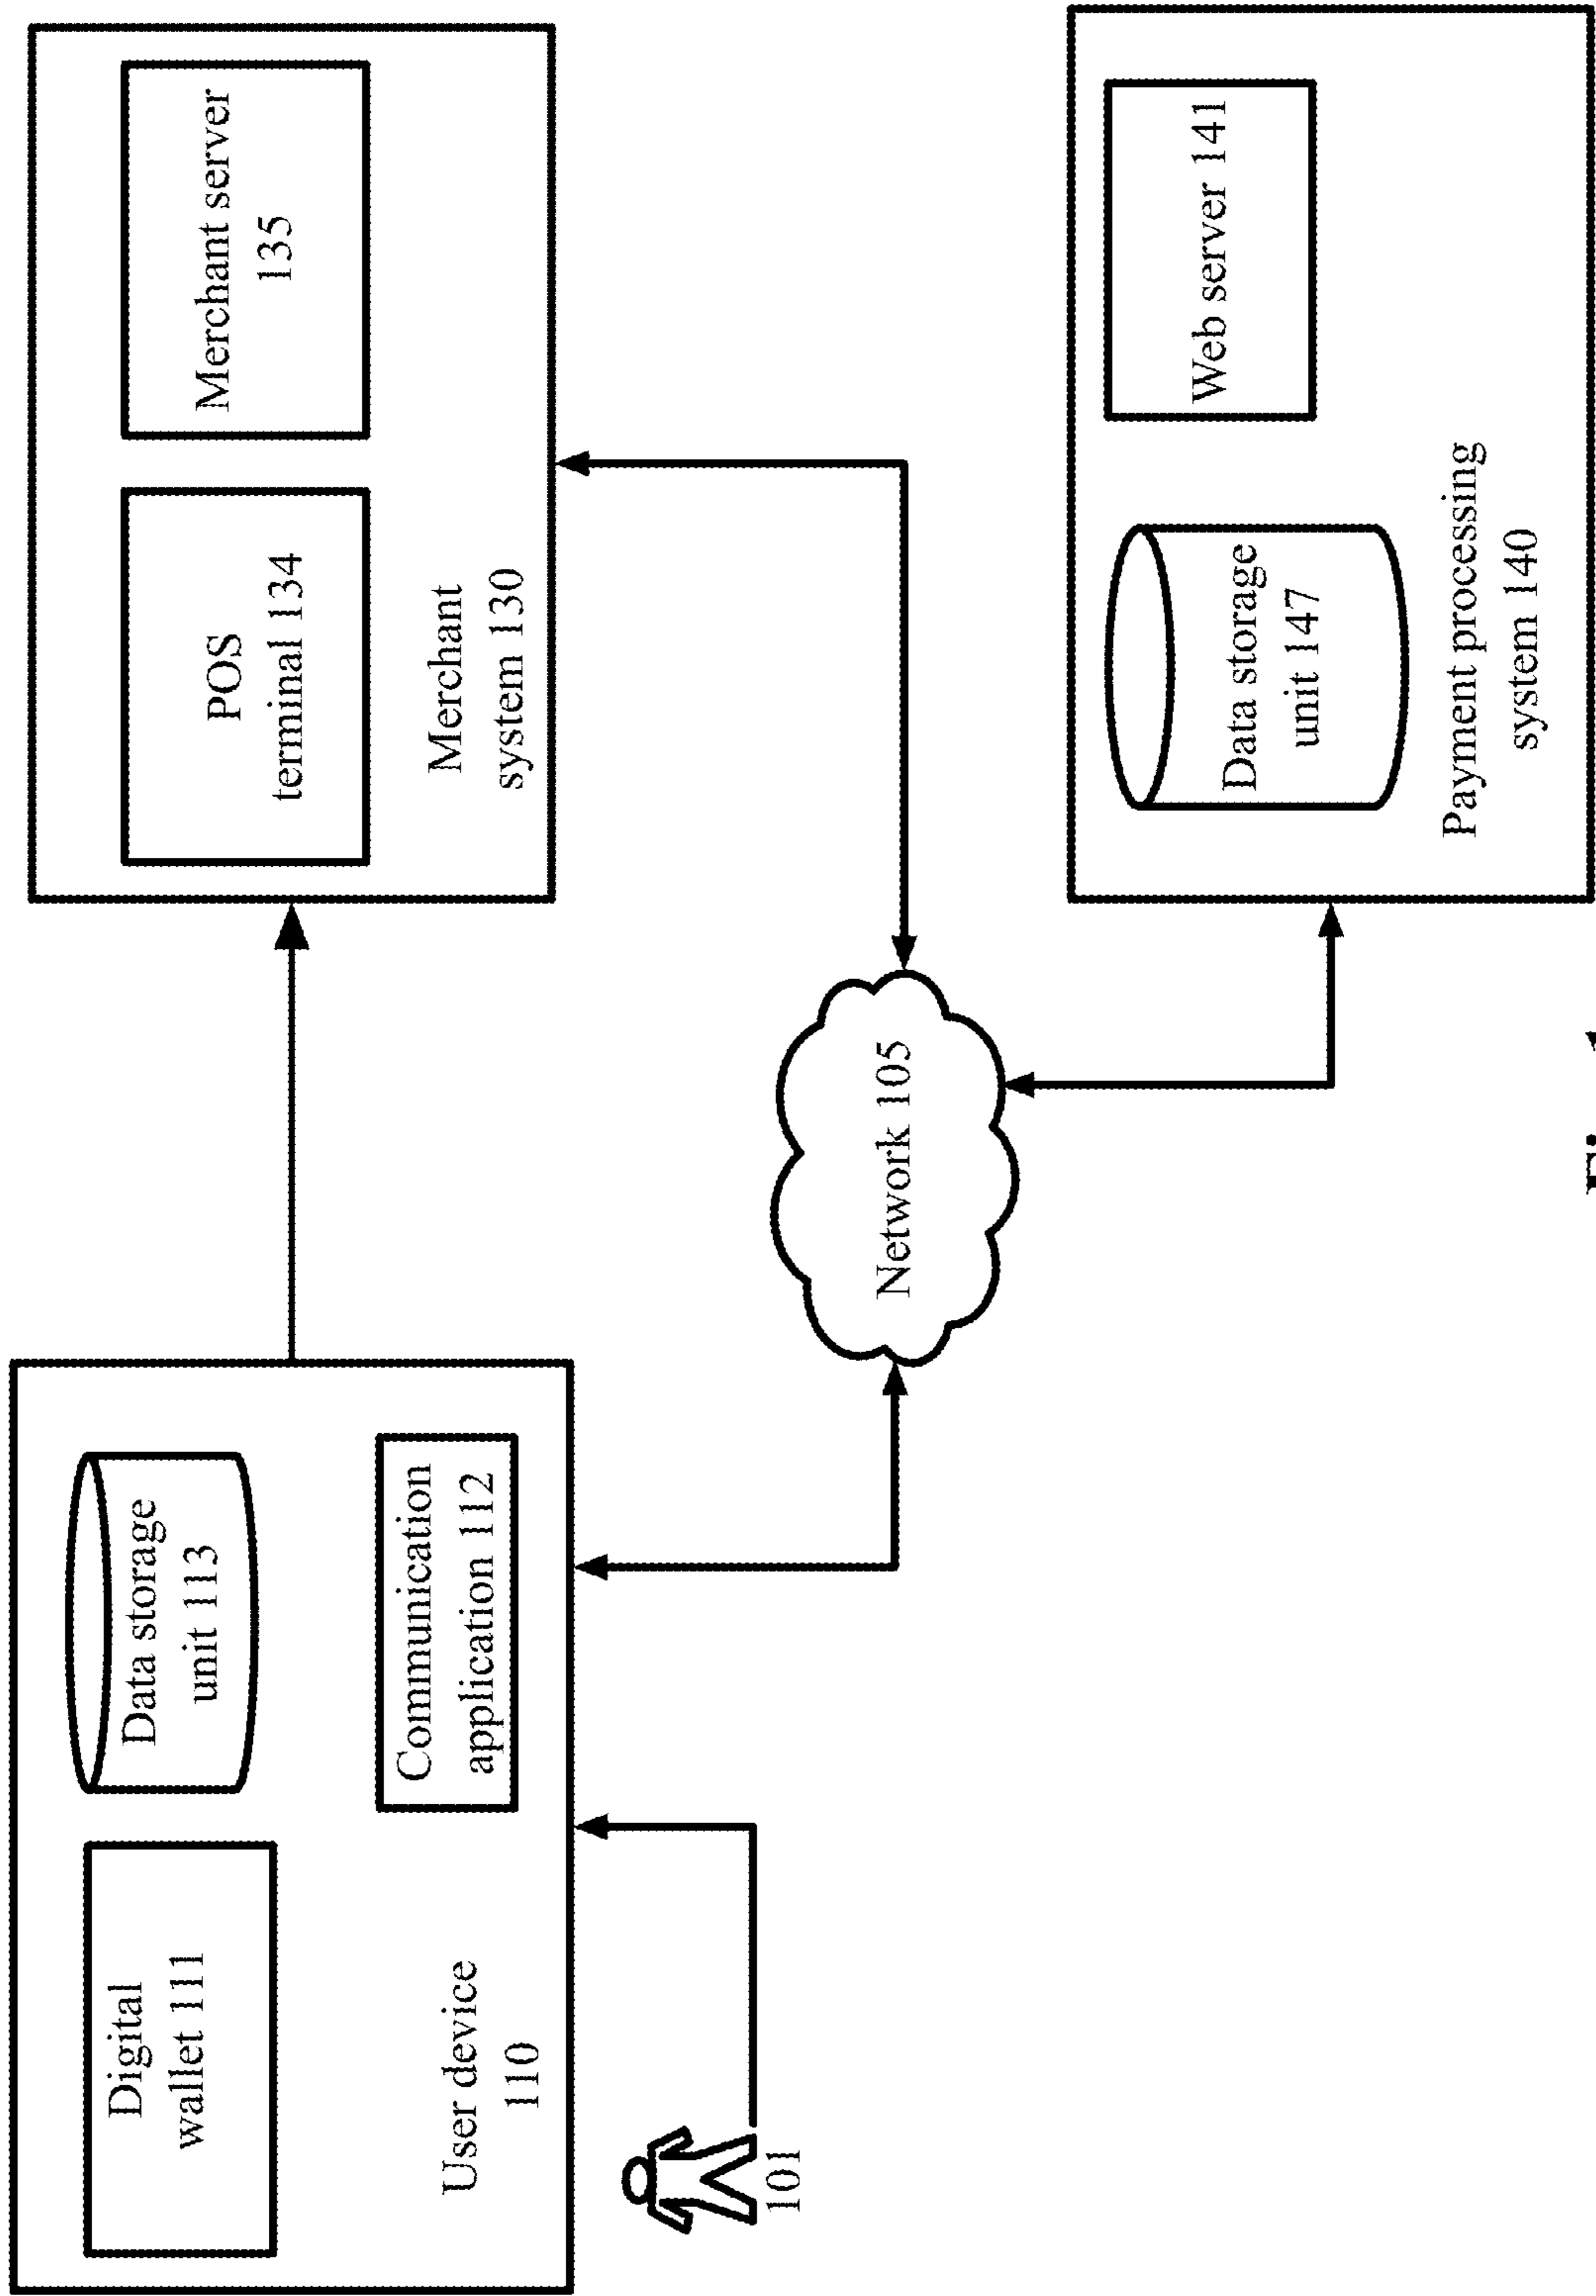 Digital
wallet 111
Data storage
unit 113
Communication
application 112
User device
110
101
POS
terminal 134
Merchant server
135
Merchant
system 130
Network 105
Data storage
unit 147
Web server 141
Payment processing
system 140